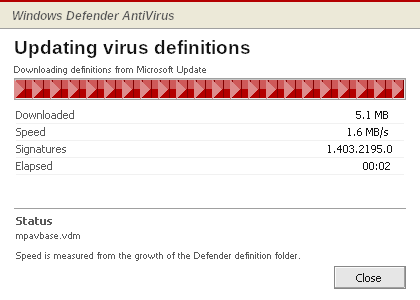 Windows Defender AntiVirus
Updating virus definitions
Downloading definitions from Microsoft Update
Downloaded 5.1 MB
Speed 1.6 MB/s
Signatures 1.403.2195.0
Elapsed 00:02
Status
mpavbase.vdm
Speed is measured from the growth of the Defender definition folder.
Close